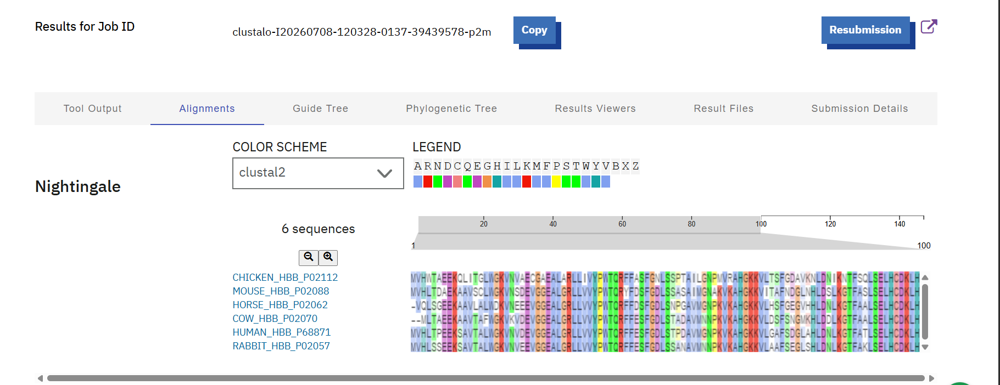 Results for Job ID
clustalo-I20260708-120328-0137-39439578-p2m
Copy
Resubmission
Tool Output
Alignments
Guide Tree
Phylogenetic Tree
Results Viewers
Result Files
Submission Details
COLOR SCHEME
LEGEND
clustal2
A R N D C Q E G H I L K M F P S T W Y V B X Z
Nightingale
6 sequences
20 40 60 80 100 120 140
1 100
CHICKEN_HBB_P02112 MVHWTAEEKQLITGLWGKVNVAECGAEALARLLIVYPWTQRFFASFGNLSSPTAILGNPMVRAHGKKVLTSFGDAVKNLDNIKNTFSQLSELHCDKLH
MOUSE_HBB_P02088 MVHLTDAEKAAVSCLWGKVNSDEVGGEALGRLLVVYPWTQRYFDSFGDLSSASAIMGNAKVKAHGKKVITAFNDGLNHLDSLKGTFASLSELHCDKLH
HORSE_HBB_P02062 -VQLSGEEKAAVLALWDKVNEEEVGGEALGRLLVVYPWTQRFFDSFGDLSNPGAVMGNPKVKAHGKKVLHSFGEGVHHLDNLKGTFAALSELHCDKLH
COW_HBB_P02070 --MLTAEEKAAVTAFWGKVKVDEVGGEALGRLLVVYPWTQRFFESFGDLSTADAVMNNPKVKAHGKKVLDSFSNGMKHLDDLKGTFAALSELHCDKLH
HUMAN_HBB_P68871 MVHLTPEEKSAVTALWGKVNVDEVGGEALGRLLVVYPWTQRFFESFGDLSTPDAVMGNPKVKAHGKKVLGAFSDGLAHLDNLKGTFATLSELHCDKLH
RABBIT_HBB_P02057 MVHLSSEEKSAVTALWGKVNVEEVGGEALGRLLVVYPWTQRFFESFGDLSSANAVMNNPKVKAHGKKVLAAFSEGLSHLDNLKGTFAKLSELHCDKLH